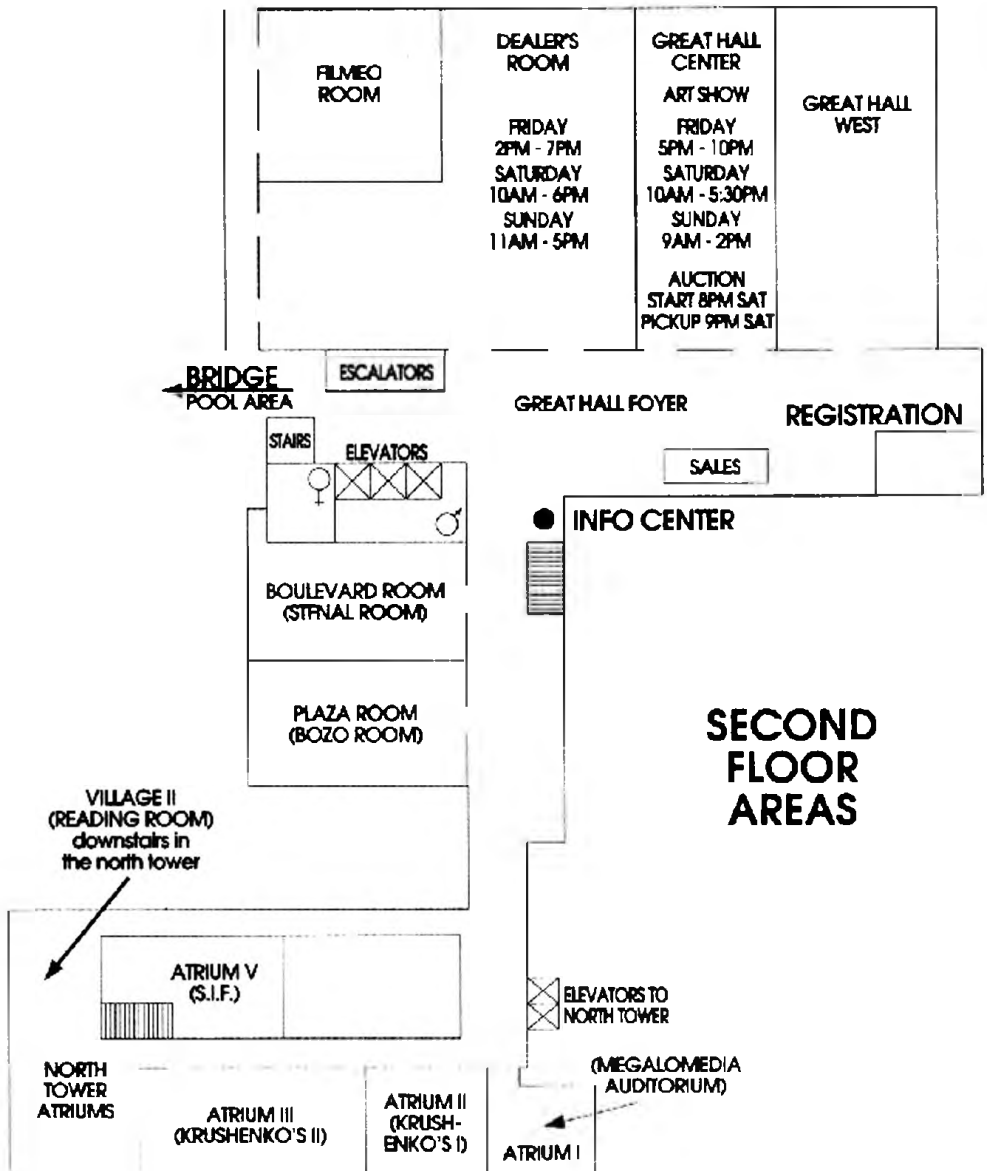 FILMEO
ROOM
DEALER'S
ROOM
FRIDAY
2PM - 7PM
SATURDAY
10AM - 6PM
SUNDAY
11AM - 5PM
GREAT HALL
CENTER
ART SHOW
FRIDAY
5PM - 10PM
SATURDAY
10AM - 5:30PM
SUNDAY
9AM - 2PM
AUCTION
START 8PM SAT
PICKUP 9PM SAT
GREAT HALL
WEST
BRIDGE
POOL AREA
ESCALATORS
GREAT HALL FOYER
REGISTRATION
STAIRS
ELEVATORS
SALES
INFO CENTER
BOULEVARD ROOM
(STFNAL ROOM)
PLAZA ROOM
(BOZO ROOM)
SECOND
FLOOR
AREAS
VILLAGE II
(READING ROOM)
downstairs in
the north tower
ATRIUM V
(S.I.F.)
ELEVATORS TO
NORTH TOWER
NORTH
TOWER
ATRIUMS
ATRIUM III
(KRUSHENKO'S II)
ATRIUM II
(KRUSH-
ENKO'S I)
(MEGALOMEDIA
AUDITORIUM)
ATRIUM I